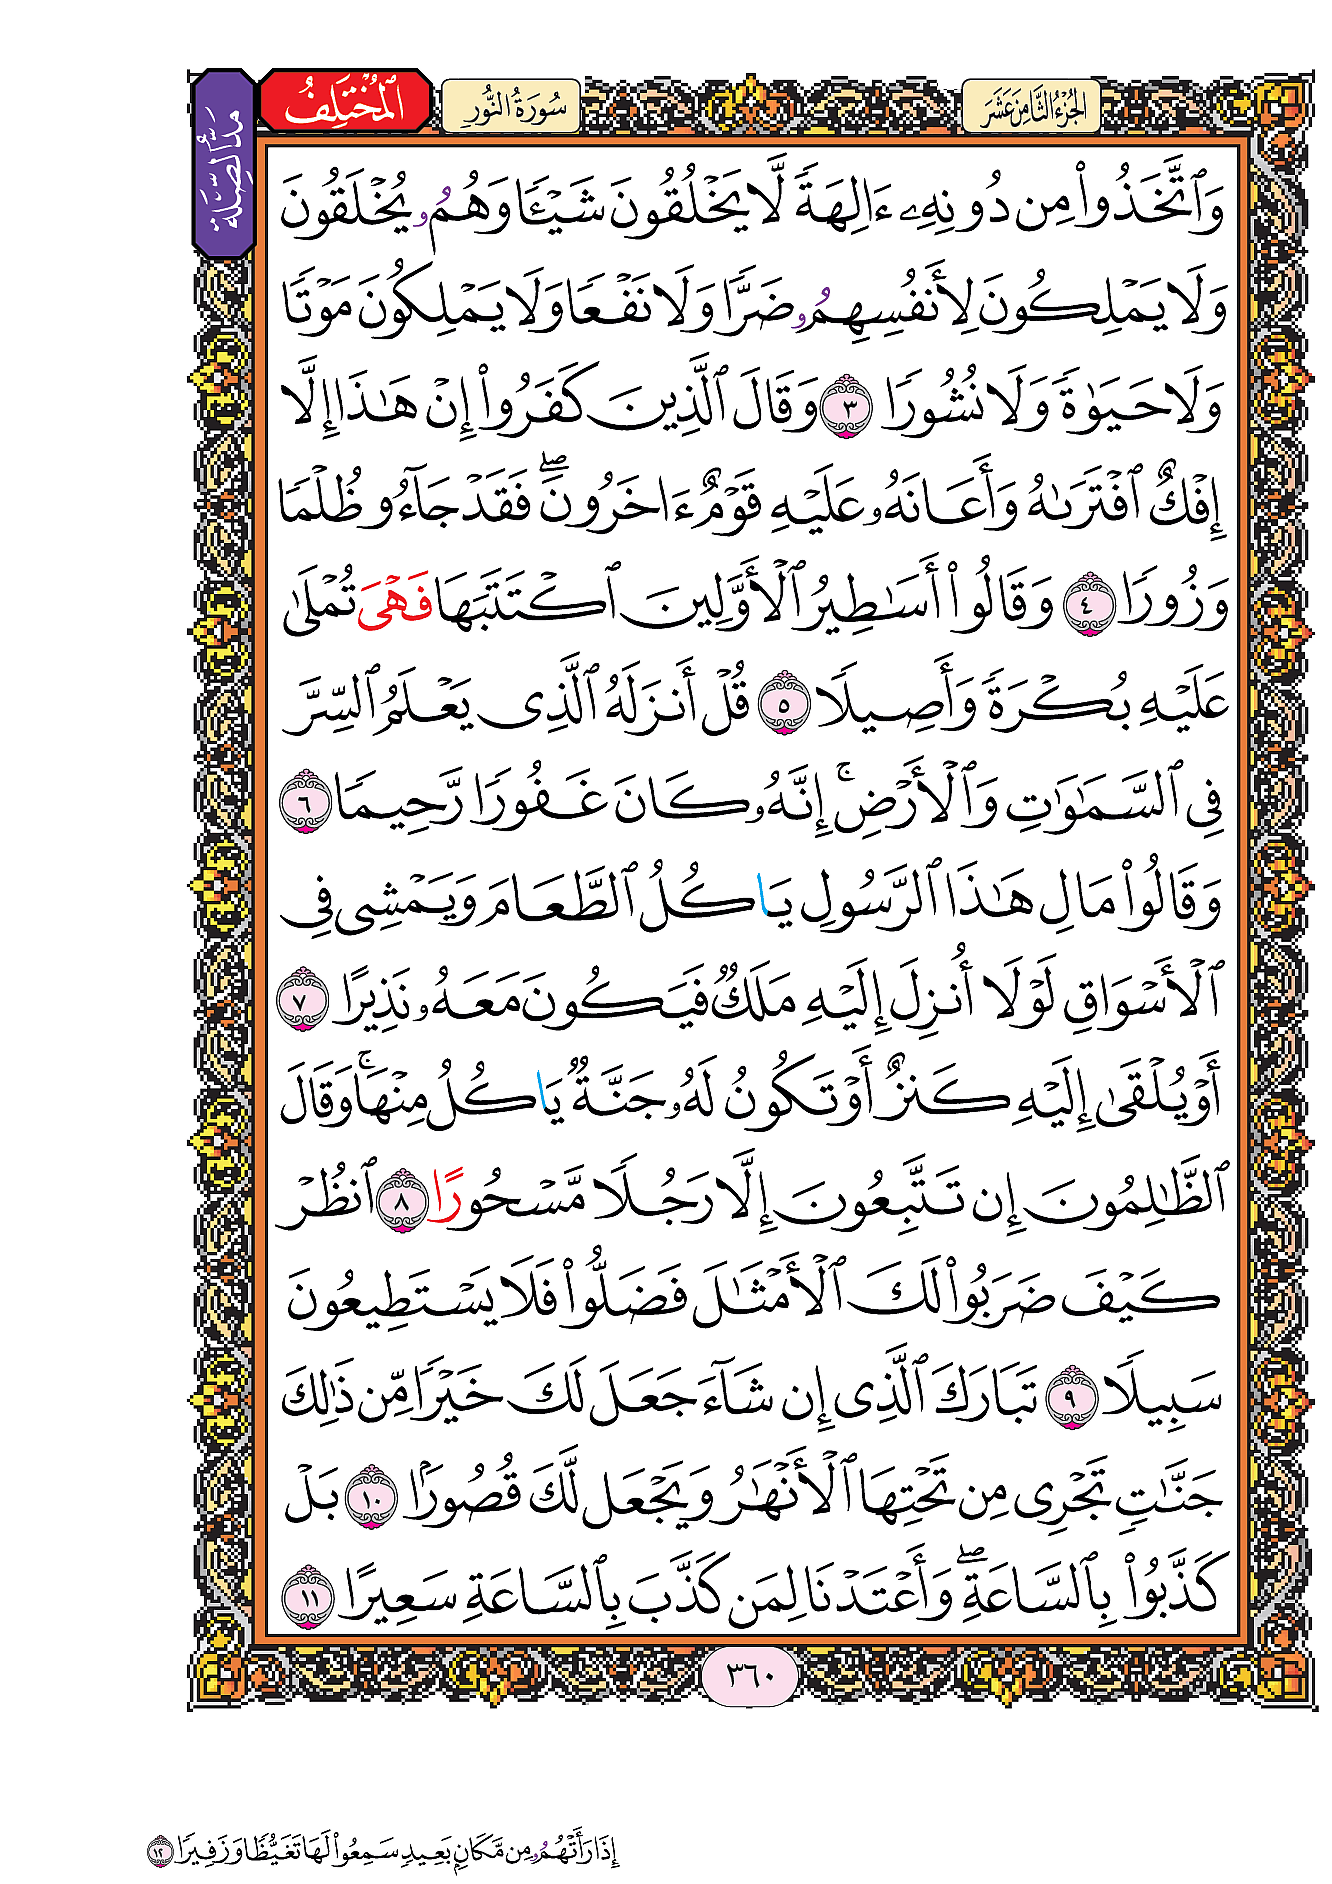 الجُزْءُ الثَّامِنَ عَشَرَ
سُورَةُ النُّورِ
المُخْتَلِفُ
مَدُّ الصِّلَة
وَٱتَّخَذُوا۟ مِن دُونِهِۦ ءَالِهَةً لَّا يَخْلُقُونَ شَيْـًٔا وَهُمُۥ يُخْلَقُونَ
وَلَا يَمْلِكُونَ لِأَنفُسِهِمُۥ ضَرًّا وَلَا نَفْعًا وَلَا يَمْلِكُونَ مَوْتًا
وَلَا حَيَوٰةً وَلَا نُشُورًا ٣ وَقَالَ ٱلَّذِينَ كَفَرُوٓا۟ إِنْ هَٰذَا إِلَّا
إِفْكٌ ٱفْتَرَىٰهُ وَأَعَانَهُۥ عَلَيْهِ قَوْمٌ ءَاخَرُونَ ۖ فَقَدْ جَآءُو ظُلْمًا
وَزُورًا ٤ وَقَالُوا۟ أَسَٰطِيرُ ٱلْأَوَّلِينَ ٱكْتَتَبَهَا فَهْىَ تُمْلَىٰ
عَلَيْهِ بُكْرَةً وَأَصِيلًا ٥ قُلْ أَنزَلَهُ ٱلَّذِى يَعْلَمُ ٱلسِّرَّ
فِى ٱلسَّمَٰوَٰتِ وَٱلْأَرْضِ ۚ إِنَّهُۥ كَانَ غَفُورًا رَّحِيمًا ٦
وَقَالُوا۟ مَالِ هَٰذَا ٱلرَّسُولِ يَاكُلُ ٱلطَّعَامَ وَيَمْشِى فِى
ٱلْأَسْوَاقِ لَوْلَا أُنزِلَ إِلَيْهِ مَلَكٌ فَيَكُونَ مَعَهُۥ نَذِيرًا ٧
أَوْ يُلْقَىٰ إِلَيْهِ كَنزٌ أَوْ تَكُونُ لَهُۥ جَنَّةٌ يَاكُلُ مِنْهَا ۚ وَقَالَ
ٱلظَّٰلِمُونَ إِن تَتَّبِعُونَ إِلَّا رَجُلًا مَّسْحُورًا ٨ ٱنظُرْ
كَيْفَ ضَرَبُوا۟ لَكَ ٱلْأَمْثَٰلَ فَضَلُّوا۟ فَلَا يَسْتَطِيعُونَ
سَبِيلًا ٩ تَبَارَكَ ٱلَّذِى إِن شَآءَ جَعَلَ لَكَ خَيْرًا مِّن ذَٰلِكَ
جَنَّٰتٍ تَجْرِى مِن تَحْتِهَا ٱلْأَنْهَٰرُ وَيَجْعَل لَّكَ قُصُورًۢا ١٠ بَلْ
كَذَّبُوا۟ بِٱلسَّاعَةِ ۖ وَأَعْتَدْنَا لِمَن كَذَّبَ بِٱلسَّاعَةِ سَعِيرًا ١١
٣٦٠
إِذَا رَأَتْهُمُۥ مِن مَّكَانٍۭ بَعِيدٍ سَمِعُوا۟ لَهَا تَغَيُّظًا وَزَفِيرًا ١٢